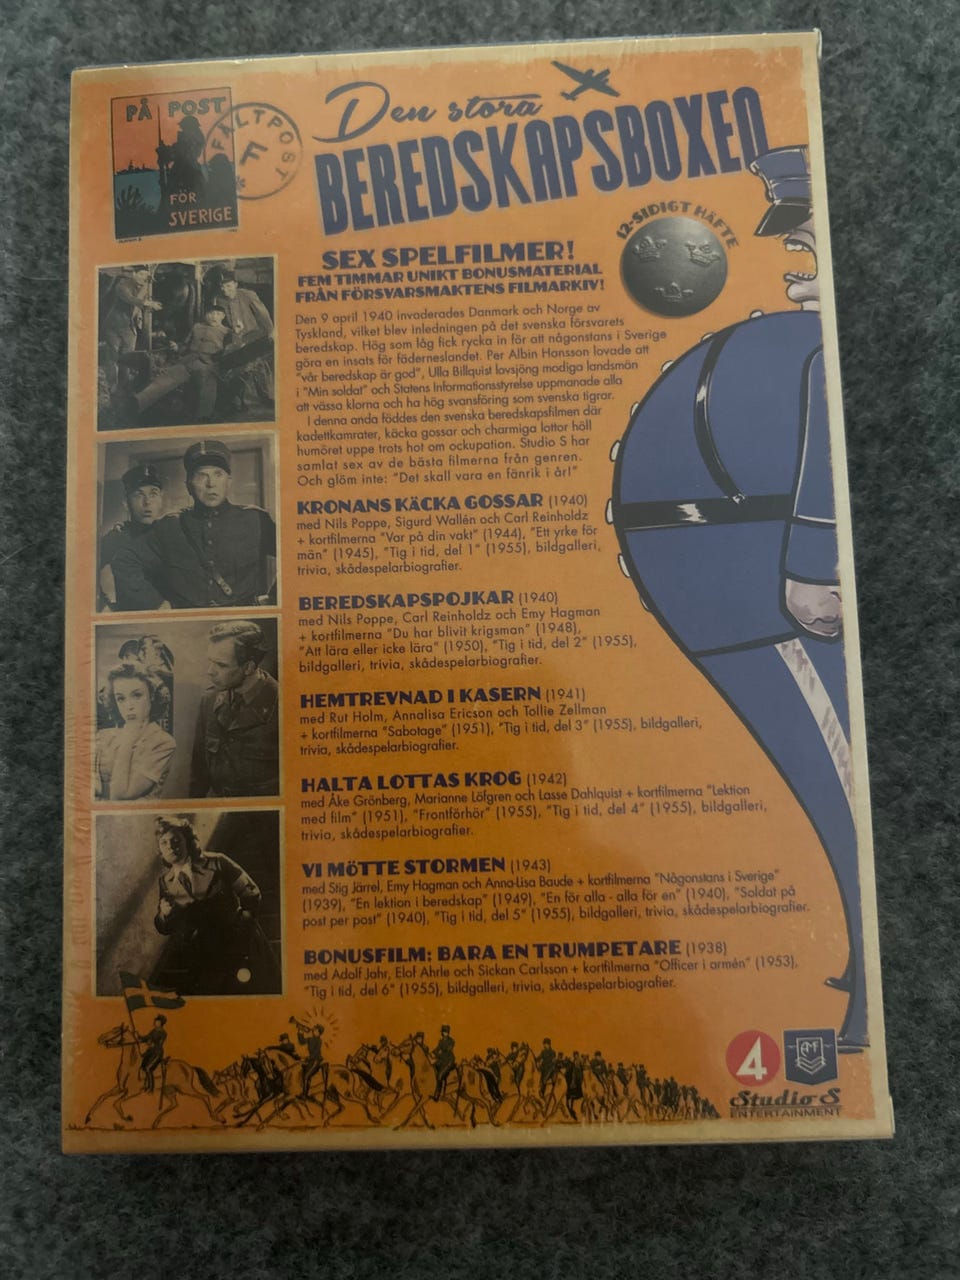 PÅ POST
FÖR
SVERIGE
FÄLTPOST
F
Den stora
BEREDSKAPSBOXEN
12-SIDIGT HÄFTE
SEX SPELFILMER!
FEM TIMMAR UNIKT BONUSMATERIAL
FRÅN FÖRSVARSMAKTENS FILMARKIV!
Den 9 april 1940 invaderades Danmark och Norge av
Tyskland, vilket blev inledningen på det svenska försvarets
beredskap. Hög som låg fick rycka in för att någonstans i Sverige
göra en insats för föderneslandet. Per Albin Hansson lovade att
"vår beredskap är god", Ulla Billquist lovsjöng modiga landsmän
i "Min soldat" och Statens Informationsstyrelse uppmanade alla
att vässa klorna och ha hög svansföring som svenska tigrar.
I denna anda föddes den svenska beredskapsfilmen där
kadettkamrater, käcka gossar och charmiga lottor höll
humöret uppe trots hot om ockupation. Studio S har
samlat sex av de bästa filmerna från genren.
Och glöm inte: "Det skall vara en fänrik i år!"
KRONANS KÄCKA GOSSAR (1940)
med Nils Poppe, Sigurd Wallén och Carl Reinholdz
+ kortfilmerna "Var på din vakt" (1944), "Ett yrke för
män" (1945), "Tig i tid, del 1" (1955), bildgalleri,
trivia, skådespelarbiografier.
BEREDSKAPSPOJKAR (1940)
med Nils Poppe, Carl Reinholdz och Emy Hagman
+ kortfilmerna "Du har blivit krigsman" (1948),
"Att lära eller icke lära" (1950), "Tig i tid, del 2" (1955),
bildgalleri, trivia, skådespelarbiografier.
HEMTREVNAD I KASERN (1941)
med Rut Holm, Annalisa Ericson och Tollie Zellman
+ kortfilmerna "Sabotage" (1951), "Tig i tid, del 3" (1955), bildgalleri,
trivia, skådespelarbiografier.
HALTA LOTTAS KROG (1942)
med Åke Grönberg, Marianne Löfgren och Lasse Dahlquist + kortfilmerna "Lektion
med film" (1951), "Frontförhör" (1955), "Tig i tid, del 4" (1955), bildgalleri,
trivia, skådespelarbiografier.
VI MÖTTE STORMEN (1943)
med Stig Järrel, Emy Hagman och Anna-Lisa Baude + kortfilmerna "Någonstans i Sverige"
(1939), "En lektion i beredskap" (1949), "En för alla - alla för en" (1940), "Soldat på
post per post" (1940), "Tig i tid, del 5" (1955), bildgalleri, trivia, skådespelarbiografier.
BONUSFILM: BARA EN TRUMPETARE (1938)
med Adolf Jahr, Elof Ahrle och Sickan Carlsson + kortfilmerna "Officer i armén" (1953),
"Tig i tid, del 6" (1955), bildgalleri, trivia, skådespelarbiografier.
4
AMF
Studio S
ENTERTAINMENT